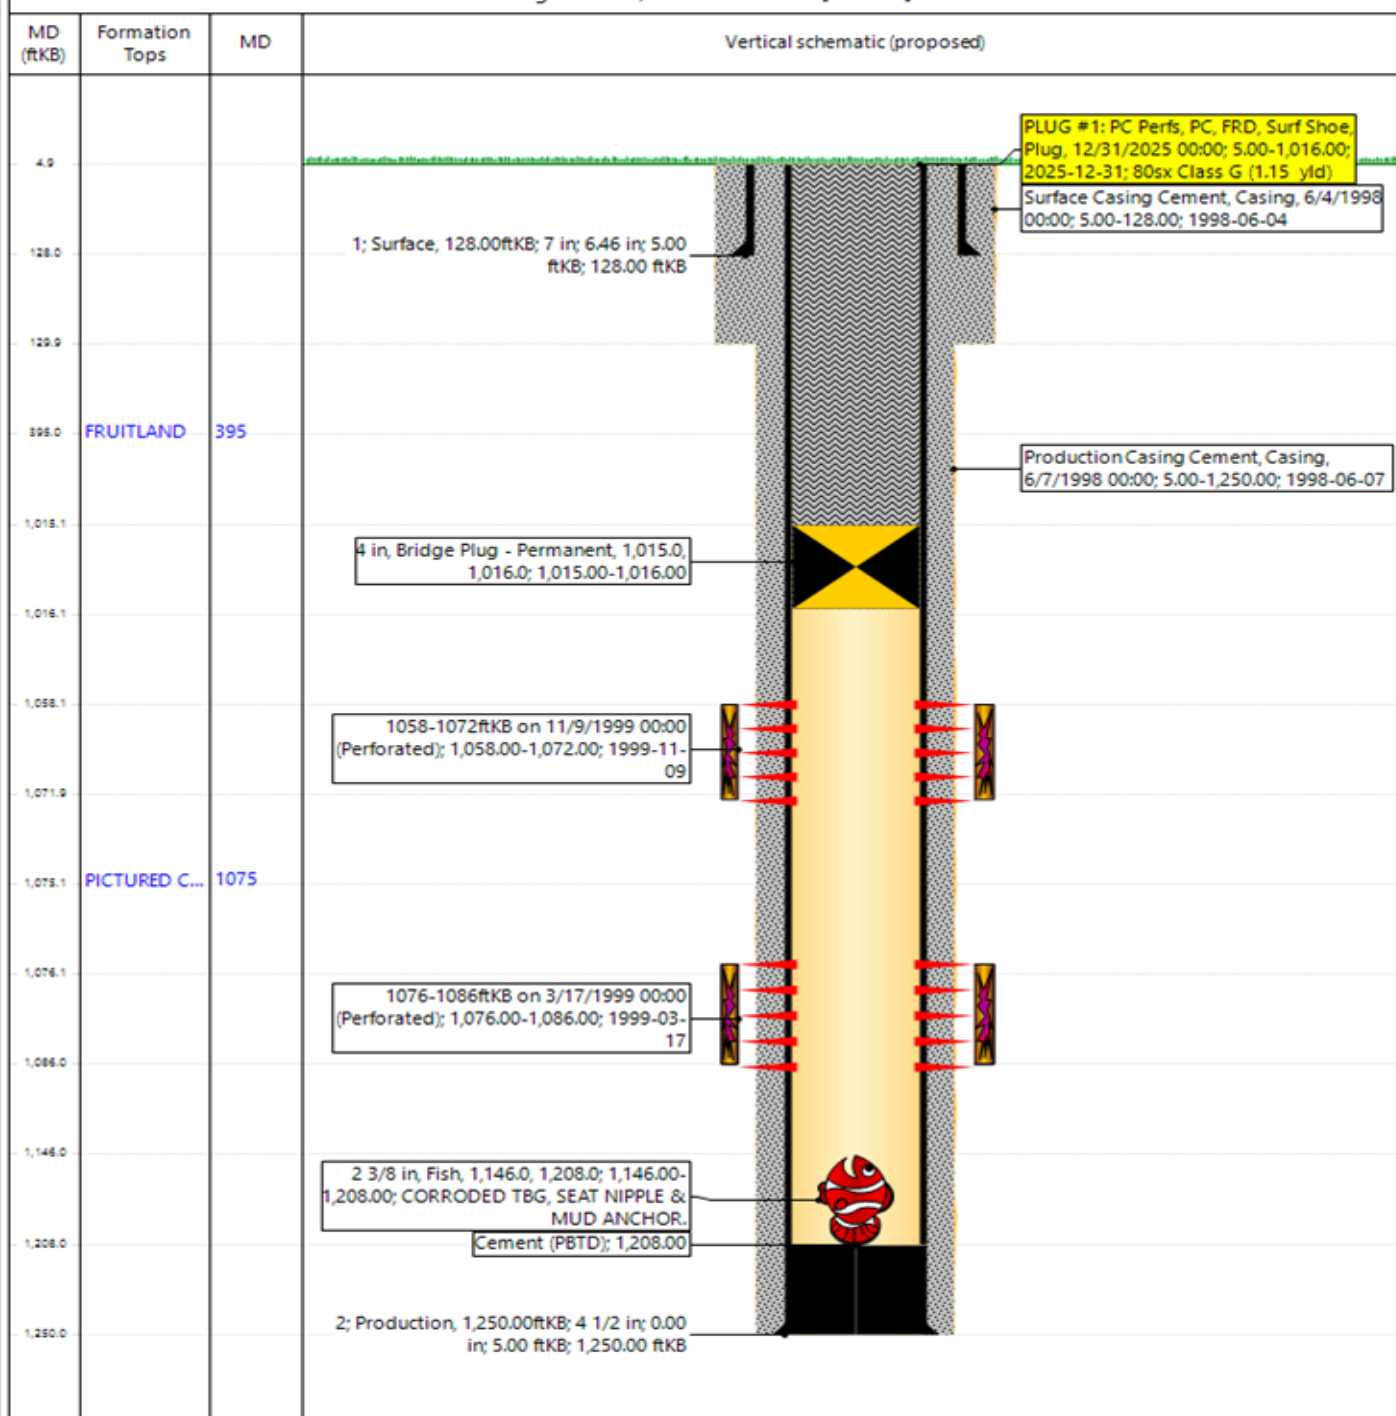 MD
(ftKB)
Formation
Tops
MD
Vertical schematic (proposed)
PLUG #1: PC Perfs, PC, FRD, Surf Shoe,
Plug, 12/31/2025 00:00; 5.00-1,016.00;
2025-12-31; 80sx Class G (1.15 yld)
4.9
Surface Casing Cement, Casing, 6/4/1998
00:00; 5.00-128.00; 1998-06-04
1; Surface, 128.00ftKB; 7 in; 6.46 in; 5.00
ftKB; 128.00 ftKB
128.0
129.9
395.0
FRUITLAND
395
Production Casing Cement, Casing,
6/7/1998 00:00; 5.00-1,250.00; 1998-06-07
1,015.1
4 in, Bridge Plug - Permanent, 1,015.0,
1,016.0; 1,015.00-1,016.00
1,016.1
1,058.1
1058-1072ftKB on 11/9/1999 00:00
(Perforated); 1,058.00-1,072.00; 1999-11-
09
1,071.9
1,075.1
PICTURED C...
1075
1,076.1
1076-1086ftKB on 3/17/1999 00:00
(Perforated); 1,076.00-1,086.00; 1999-03-
17
1,086.0
1,146.0
2 3/8 in, Fish, 1,146.0, 1,208.0; 1,146.00-
1,208.00; CORRODED TBG, SEAT NIPPLE &
MUD ANCHOR.
Cement (PBTD); 1,208.00
1,208.0
2; Production, 1,250.00ftKB; 4 1/2 in; 0.00
in; 5.00 ftKB; 1,250.00 ftKB
1,250.0